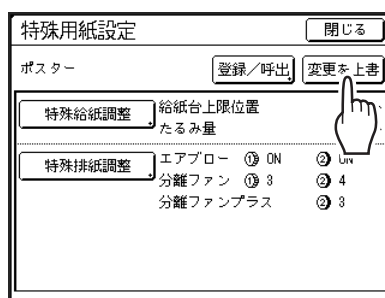 特殊用紙設定 閉じる
ポスター 登録／呼出 変更を上書
特殊給紙調整 給紙台上限位置
たるみ量
特殊排紙調整 エアブロー ① ON ② ON
分離ファン ① 3 ② 4
分離ファンプラス ② 3